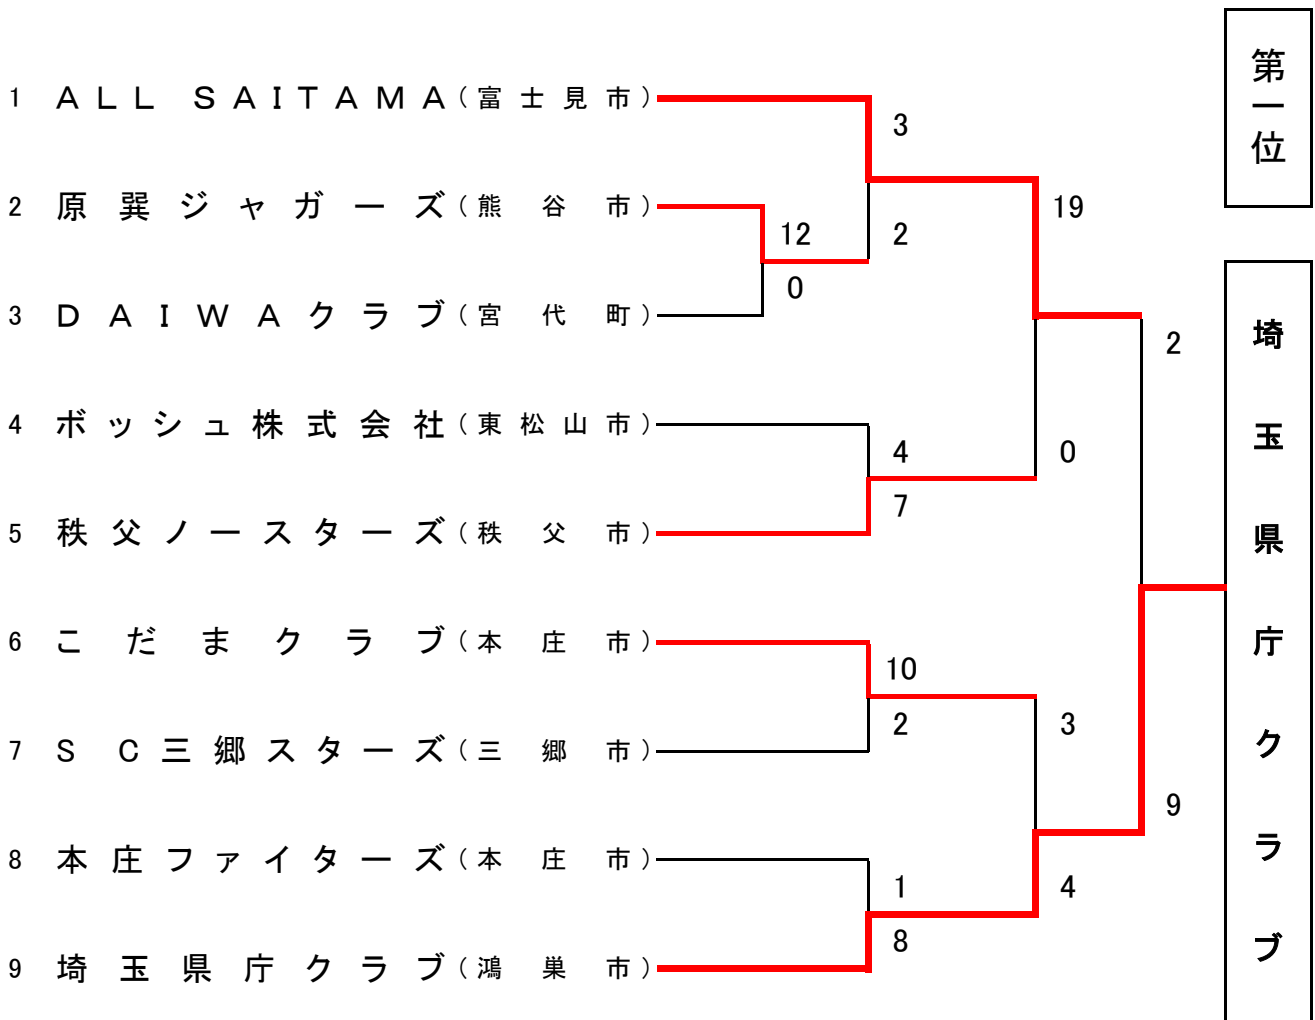 第一位
1 ALL SAITAMA(富士見市)
3
2 原巽ジャガーズ(熊谷市)
19
12
2
0
3 DAIWAクラブ(宮代町)
2
4 ボッシュ株式会社(東松山市)
4
0
7
5 秩父ノースターズ(秩父市)
6 こだまクラブ(本庄市)
10
2
3
7 SC三郷スターズ(三郷市)
9
8 本庄ファイターズ(本庄市)
1
4
8
9 埼玉県庁クラブ(鴻巣市)
埼玉県庁クラブ